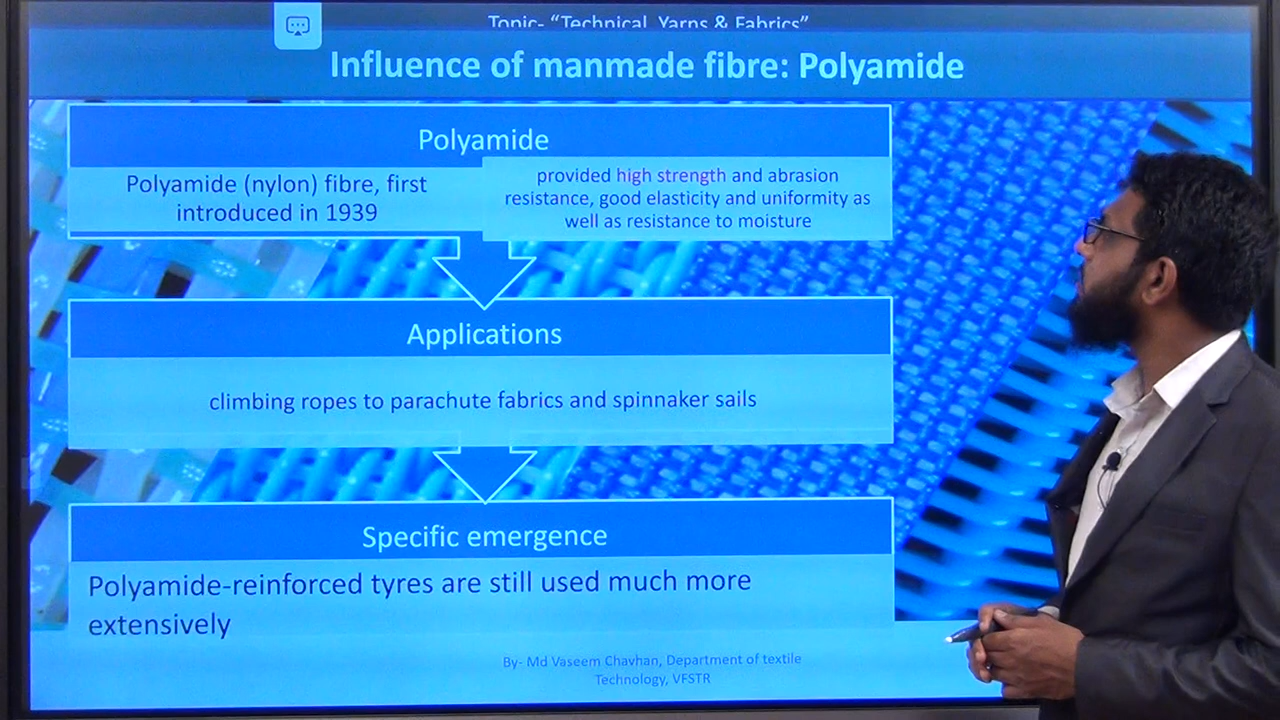 Topic- “Technical Yarns & Fabrics”
Influence of manmade fibre: Polyamide
Polyamide
Polyamide (nylon) fibre, first
introduced in 1939
provided high strength and abrasion
resistance, good elasticity and uniformity as
well as resistance to moisture
Applications
climbing ropes to parachute fabrics and spinnaker sails
Specific emergence
Polyamide-reinforced tyres are still used much more
extensively
By- Md Vaseem Chavhan, Department of textile
Technology, VFSTR